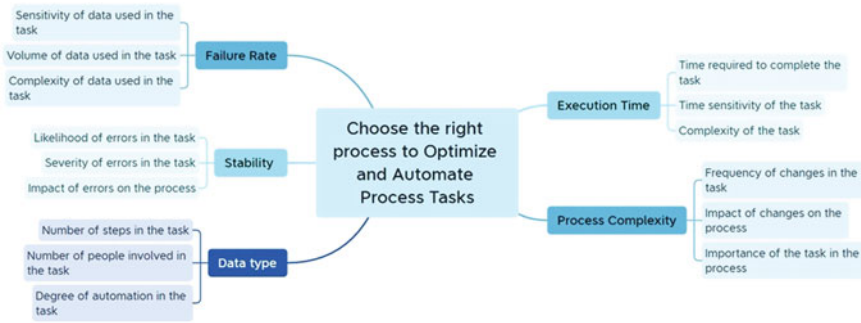 Choose the right
process to Optimize
and Automate
Process Tasks
Failure Rate
Sensitivity of data used in the
task
Volume of data used in the task
Complexity of data used in the
task
Stability
Likelihood of errors in the task
Severity of errors in the task
Impact of errors on the process
Data type
Number of steps in the task
Number of people involved in
the task
Degree of automation in the
task
Execution Time
Time required to complete the
task
Time sensitivity of the task
Complexity of the task
Process Complexity
Frequency of changes in the
task
Impact of changes on the
process
Importance of the task in the
process